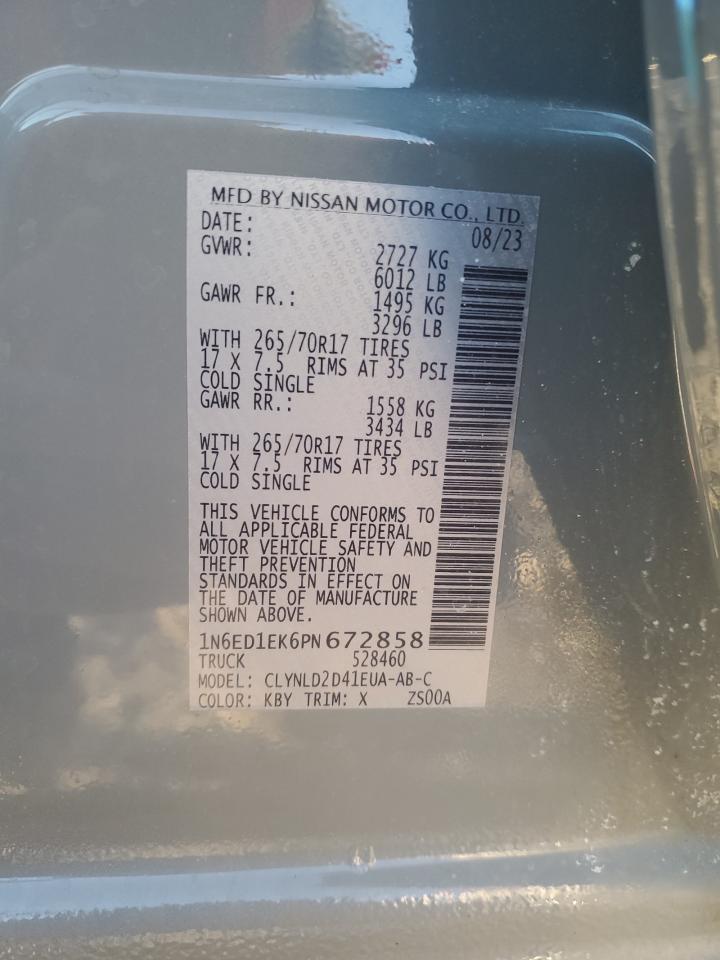 MFD BY NISSAN MOTOR CO., LTD.
DATE: 08/23
GVWR: 2727 KG
6012 LB
GAWR FR.: 1495 KG
3296 LB
WITH 265/70R17 TIRES
17 X 7.5 RIMS AT 35 PSI
COLD SINGLE
GAWR RR.: 1558 KG
3434 LB
WITH 265/70R17 TIRES
17 X 7.5 RIMS AT 35 PSI
COLD SINGLE
THIS VEHICLE CONFORMS TO
ALL APPLICABLE FEDERAL
MOTOR VEHICLE SAFETY AND
THEFT PREVENTION
STANDARDS IN EFFECT ON
THE DATE OF MANUFACTURE
SHOWN ABOVE.
1N6ED1EK6PN672858
TRUCK 528460
MODEL: CLYNLD2D41EUA-AB-C
COLOR: KBY TRIM: X ZS00A